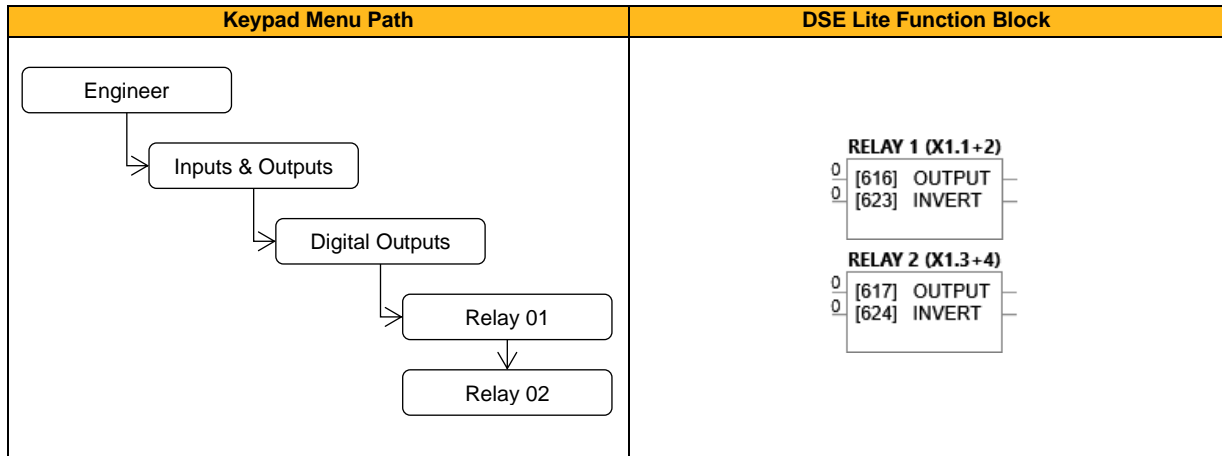 Keypad Menu Path
DSE Lite Function Block
Engineer
Inputs & Outputs
Digital Outputs
Relay 01
Relay 02
RELAY 1 (X1.1+2)
0 [616] OUTPUT
0 [623] INVERT
RELAY 2 (X1.3+4)
0 [617] OUTPUT
0 [624] INVERT